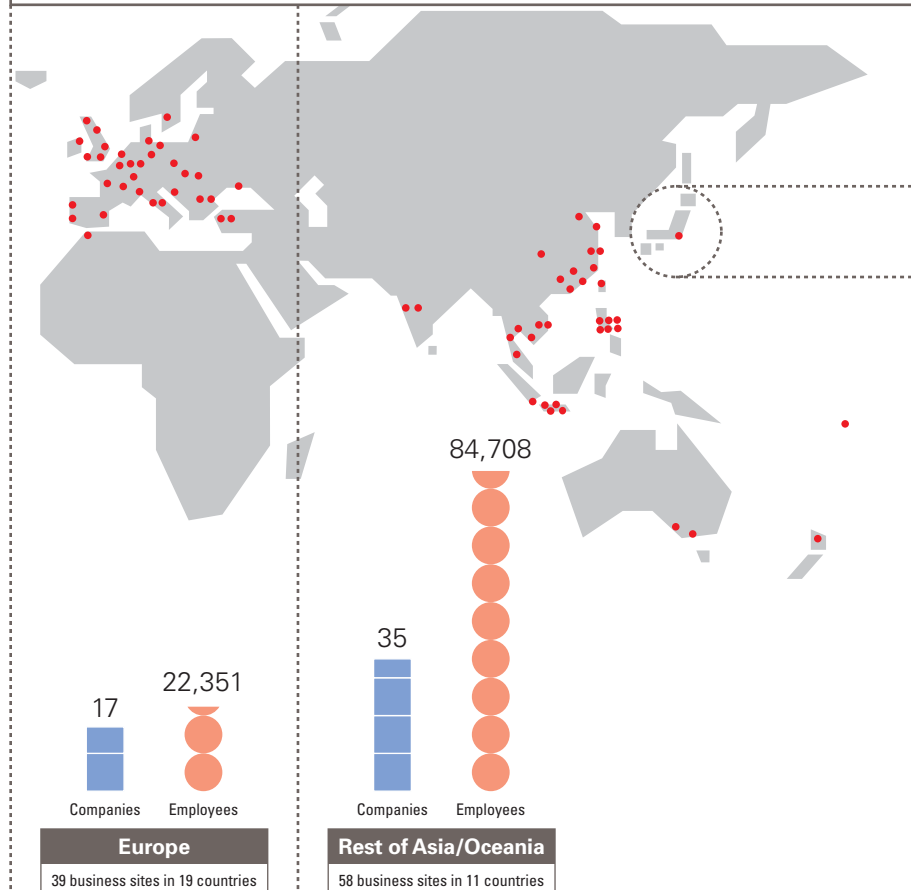 84,708
35
22,351
17
Companies
Employees
Companies
Employees
Europe
Rest of Asia/Oceania
39 business sites in 19 countries
58 business sites in 11 countries